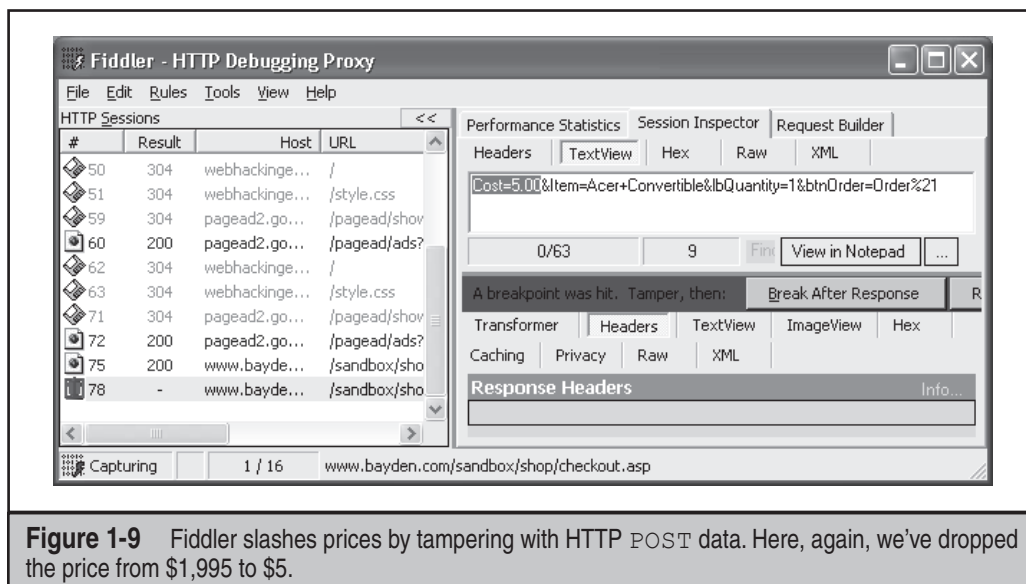 Fiddler - HTTP Debugging Proxy
File Edit Rules Tools View Help
HTTP Sessions <<
# Result Host URL
50 304 webhackinge... /
51 304 webhackinge... /style.css
59 304 pagead2.go... /pagead/show
60 200 pagead2.go... /pagead/ads?
62 304 webhackinge... /
63 304 webhackinge... /style.css
71 304 pagead2.go... /pagead/show
72 200 pagead2.go... /pagead/ads?
75 200 www.bayde... /sandbox/sho
78 - www.bayde... /sandbox/sho
Performance Statistics Session Inspector Request Builder
Headers TextView Hex Raw XML
Cost=5.00&Item=Acer+Convertible&lbQuantity=1&btnOrder=Order%21
0/63 9 Find View in Notepad ...
A breakpoint was hit. Tamper, then: Break After Response R
Transformer Headers TextView ImageView Hex
Caching Privacy Raw XML
Response Headers Info...
Capturing 1 / 16 www.bayden.com/sandbox/shop/checkout.asp
Figure 1-9 Fiddler slashes prices by tampering with HTTP POST data. Here, again, we've dropped
the price from $1,995 to $5.